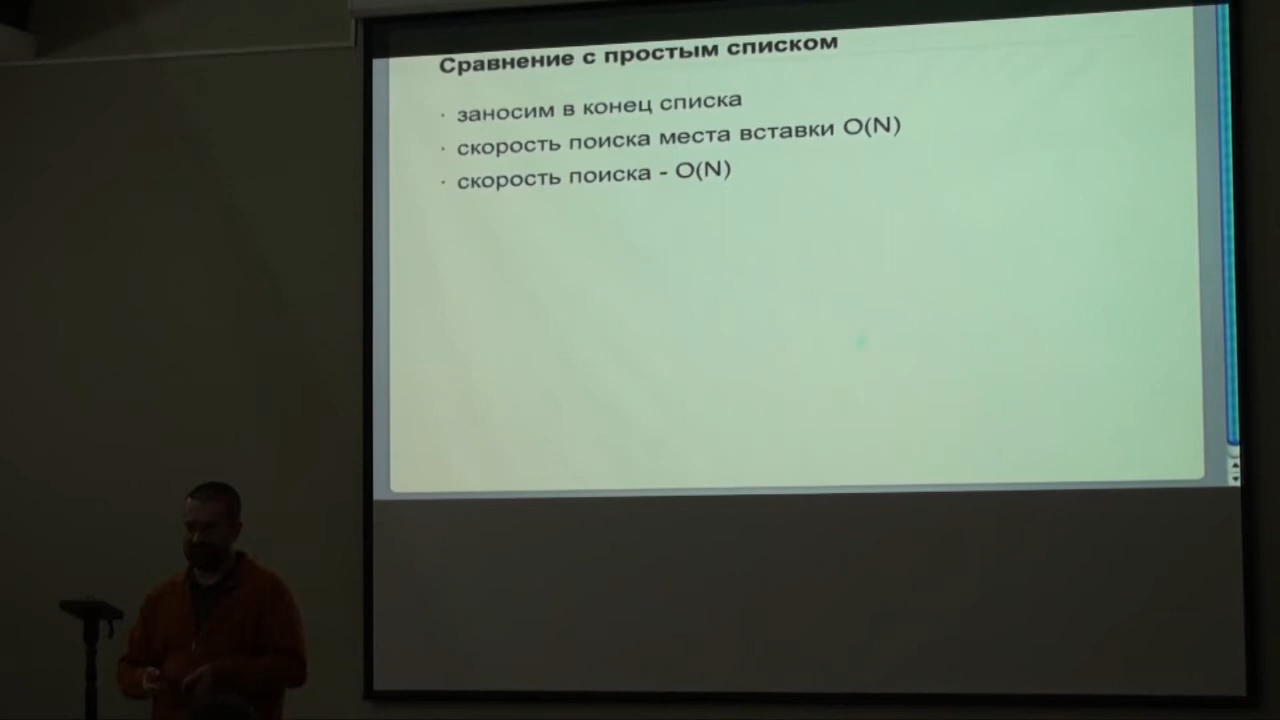 Сравнение с простым списком
· заносим в конец списка
· скорость поиска места вставки O(N)
· скорость поиска - O(N)